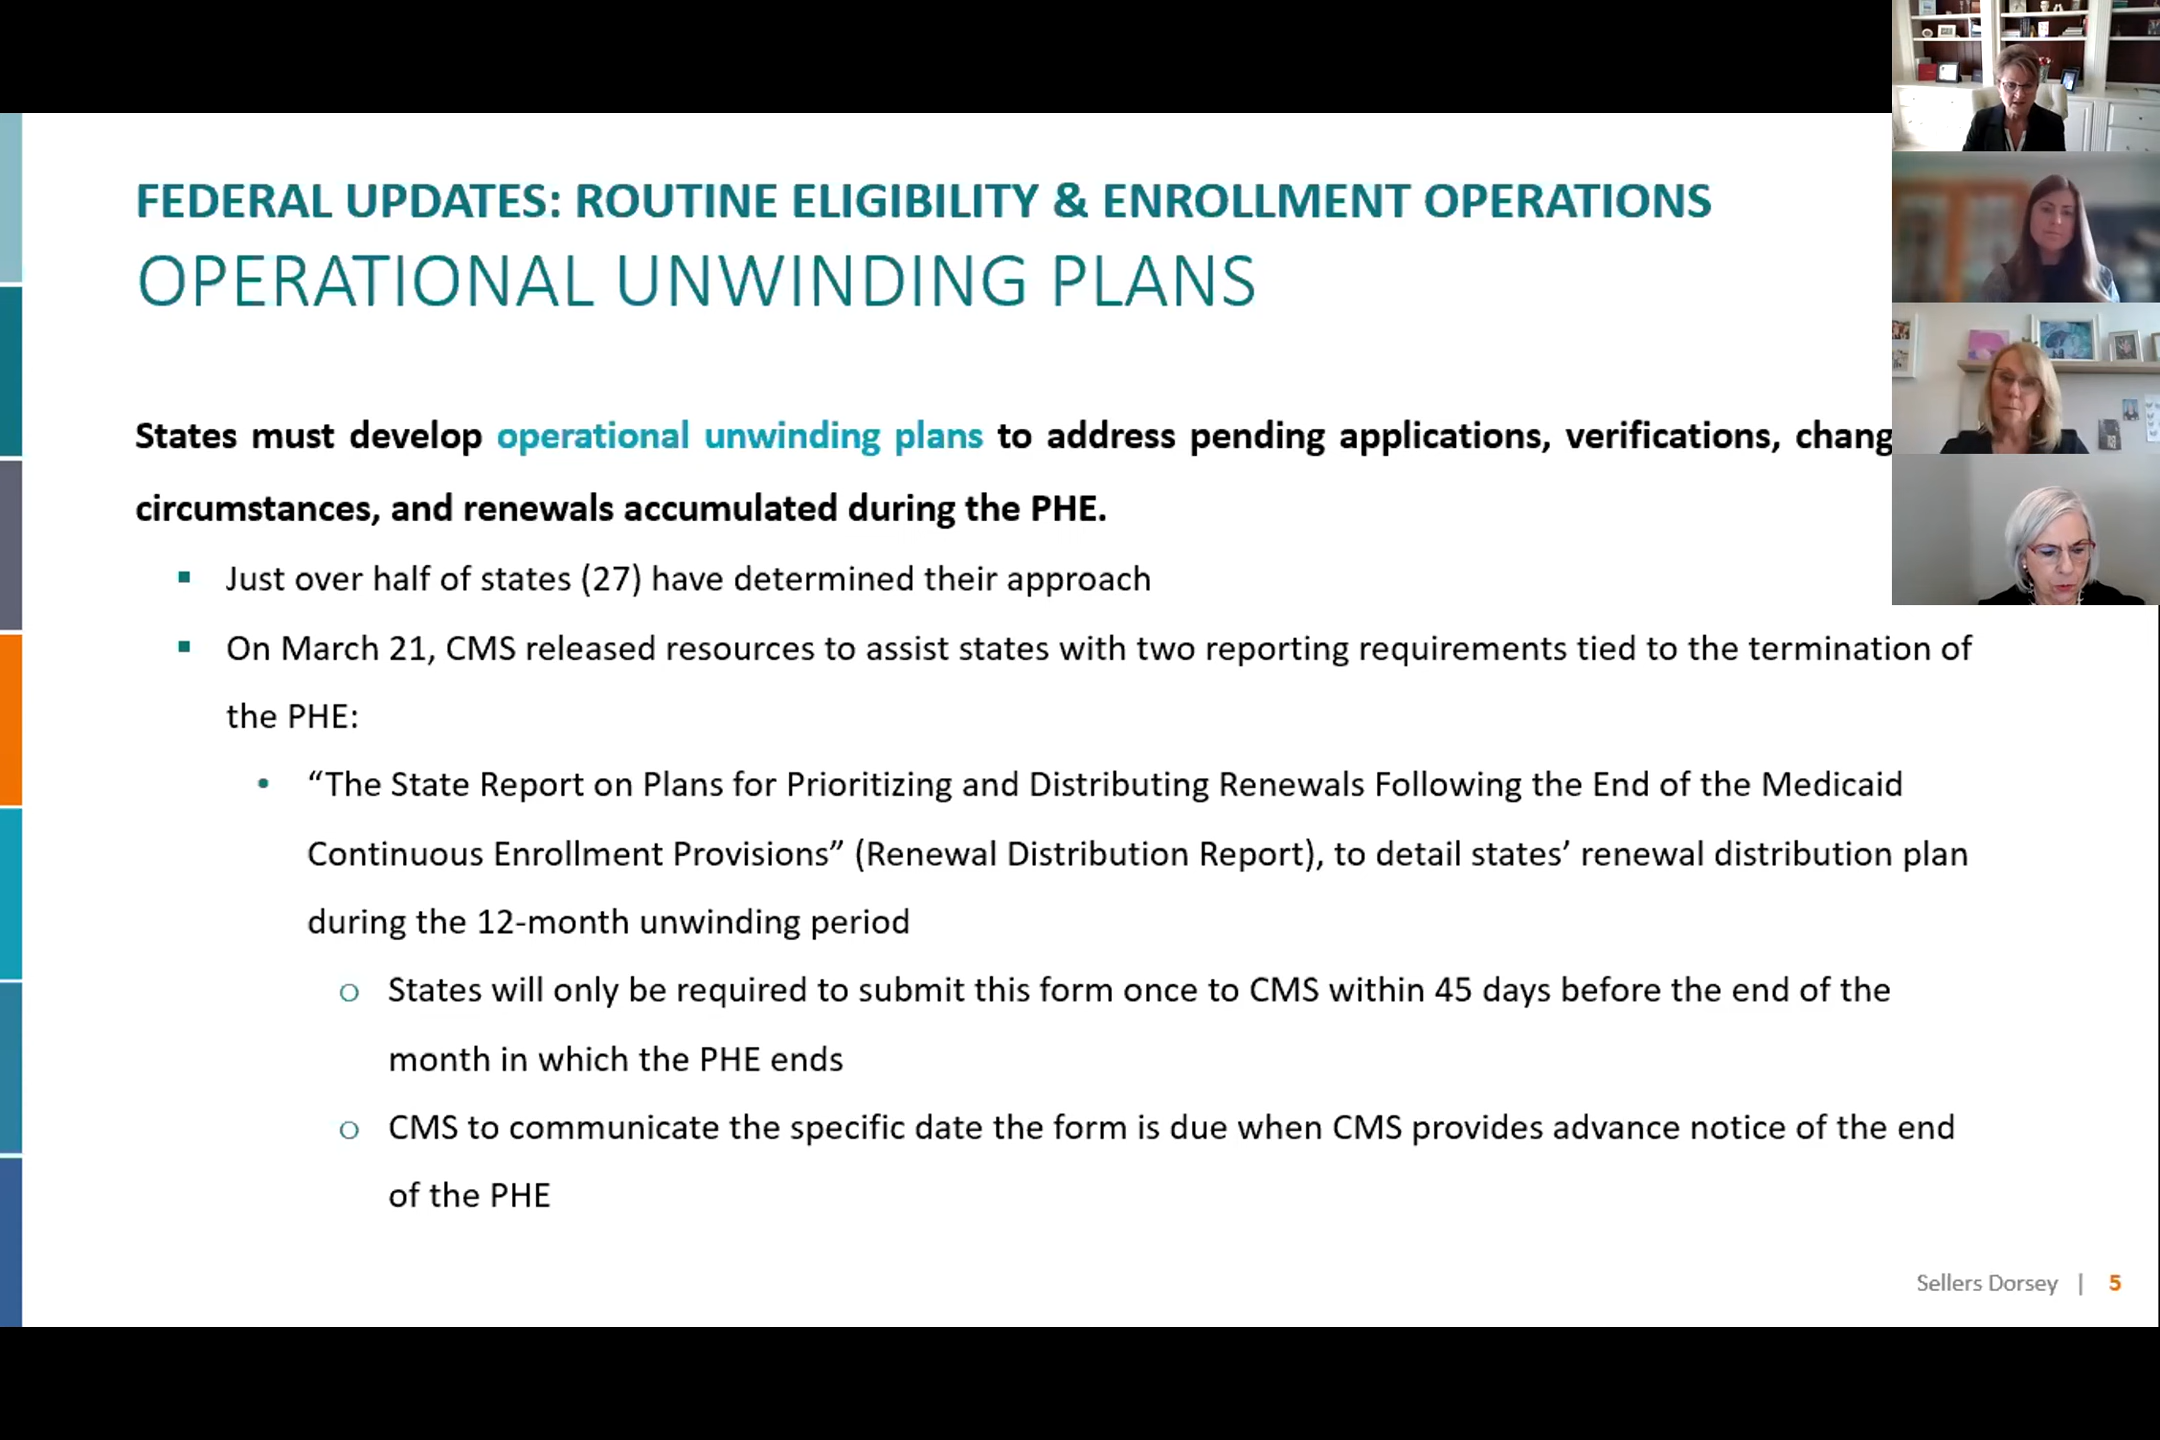 FEDERAL UPDATES: ROUTINE ELIGIBILITY & ENROLLMENT OPERATIONS
OPERATIONAL UNWINDING PLANS
States must develop operational unwinding plans to address pending applications, verifications, chang
circumstances, and renewals accumulated during the PHE.
▪ Just over half of states (27) have determined their approach
▪ On March 21, CMS released resources to assist states with two reporting requirements tied to the termination of
the PHE:
• “The State Report on Plans for Prioritizing and Distributing Renewals Following the End of the Medicaid
Continuous Enrollment Provisions” (Renewal Distribution Report), to detail states’ renewal distribution plan
during the 12-month unwinding period
o States will only be required to submit this form once to CMS within 45 days before the end of the
month in which the PHE ends
o CMS to communicate the specific date the form is due when CMS provides advance notice of the end
of the PHE
Sellers Dorsey | 5